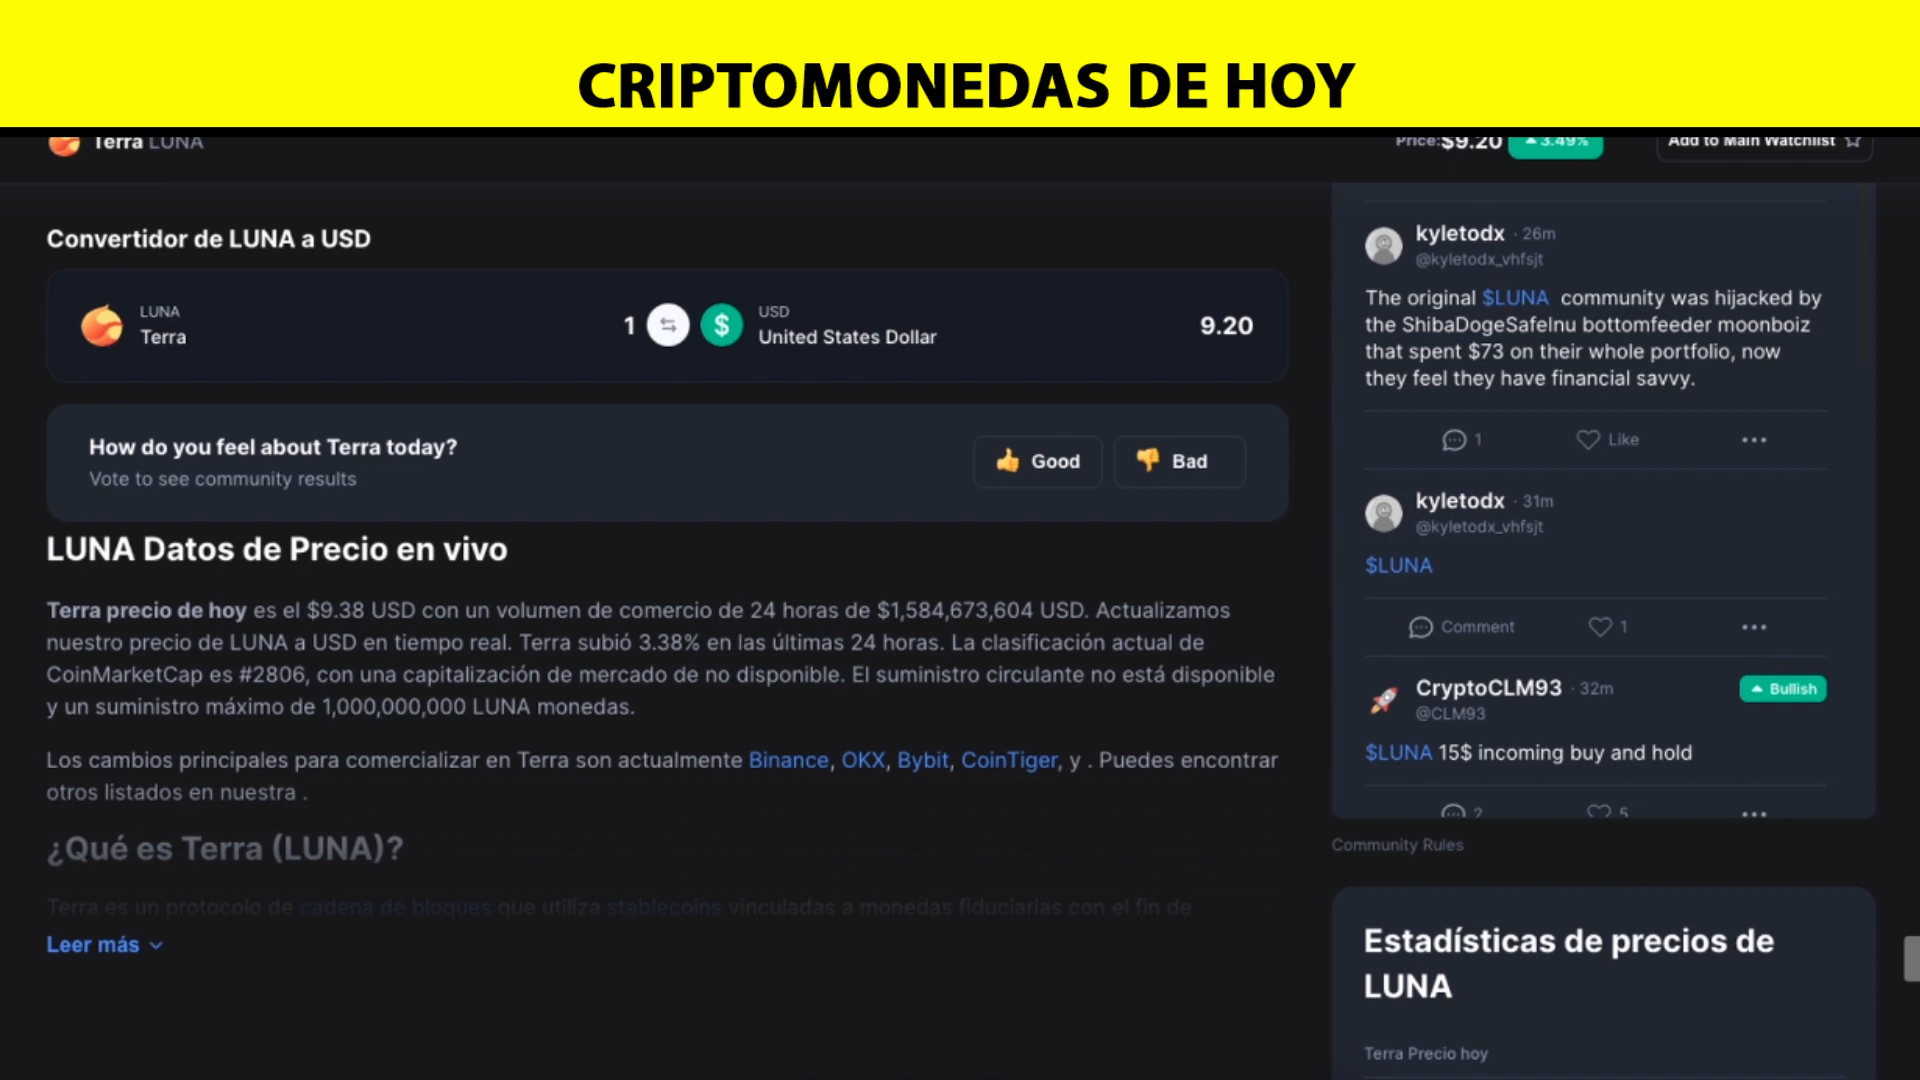 CRIPTOMONEDAS DE HOY
Terra LUNA
Price:$9.20
3.49%
Add to Main Watchlist
Convertidor de LUNA a USD
LUNA
Terra
1
USD
United States Dollar
9.20
How do you feel about Terra today?
Vote to see community results
Good
Bad
LUNA Datos de Precio en vivo
Terra precio de hoy es el $9.38 USD con un volumen de comercio de 24 horas de $1,584,673,604 USD. Actualizamos
nuestro precio de LUNA a USD en tiempo real. Terra subió 3.38% en las últimas 24 horas. La clasificación actual de
CoinMarketCap es #2806, con una capitalización de mercado de no disponible. El suministro circulante no está disponible
y un suministro máximo de 1,000,000,000 LUNA monedas.
Los cambios principales para comercializar en Terra son actualmente Binance, OKX, Bybit, CoinTiger, y . Puedes encontrar
otros listados en nuestra .
¿Qué es Terra (LUNA)?
Terra es un protocolo de cadena de bloques que utiliza stablecoins vinculadas a monedas fiduciarias con el fin de
Leer más
kyletodx · 26m
@kyletodx_vhfsjt
The original $LUNA community was hijacked by
the ShibaDogeSafeInu bottomfeeder moonboiz
that spent $73 on their whole portfolio, now
they feel they have financial savvy.
1
Like
kyletodx · 31m
@kyletodx_vhfsjt
$LUNA
Comment
1
CryptoCLM93 · 32m
Bullish
@CLM93
$LUNA 15$ incoming buy and hold
2
5
Community Rules
Estadísticas de precios de
LUNA
Terra Precio hoy